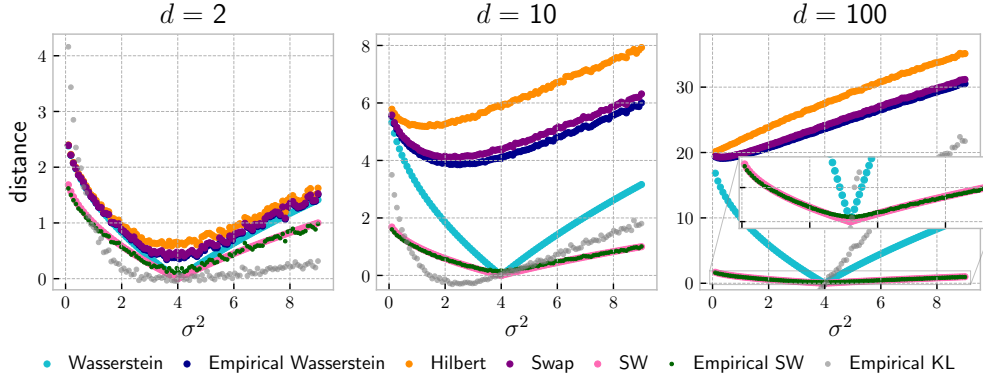 d = 2
d = 10
d = 100
distance
4
3
2
1
0
0 2 4 6 8
σ²
8
6
4
2
0
0 2 4 6 8
σ²
30
20
10
0
0 2 4 6 8
σ²
Wasserstein Empirical Wasserstein Hilbert Swap SW Empirical SW Empirical KL